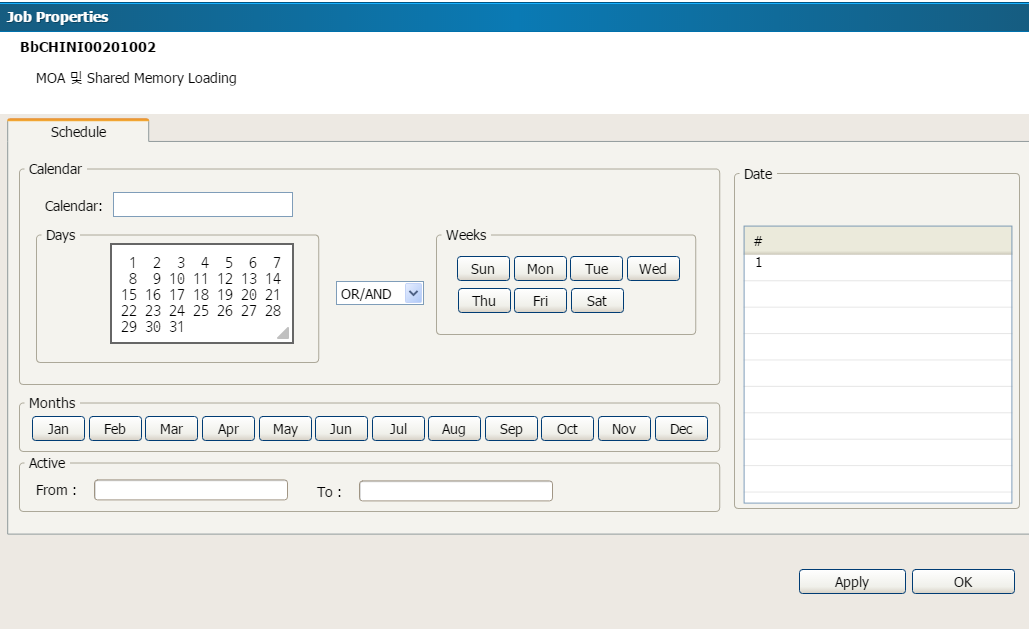 Job Properties
BbCHINI00201002
MOA 및 Shared Memory Loading
Schedule
Calendar
Calendar:
Days
1 2 3 4 5 6 7
8 9 10 11 12 13 14
15 16 17 18 19 20 21
22 23 24 25 26 27 28
29 30 31
OR/AND
Weeks
Sun Mon Tue Wed
Thu Fri Sat
Months
Jan Feb Mar Apr May Jun Jul Aug Sep Oct Nov Dec
Active
From : To :
Date
#
1
Apply OK